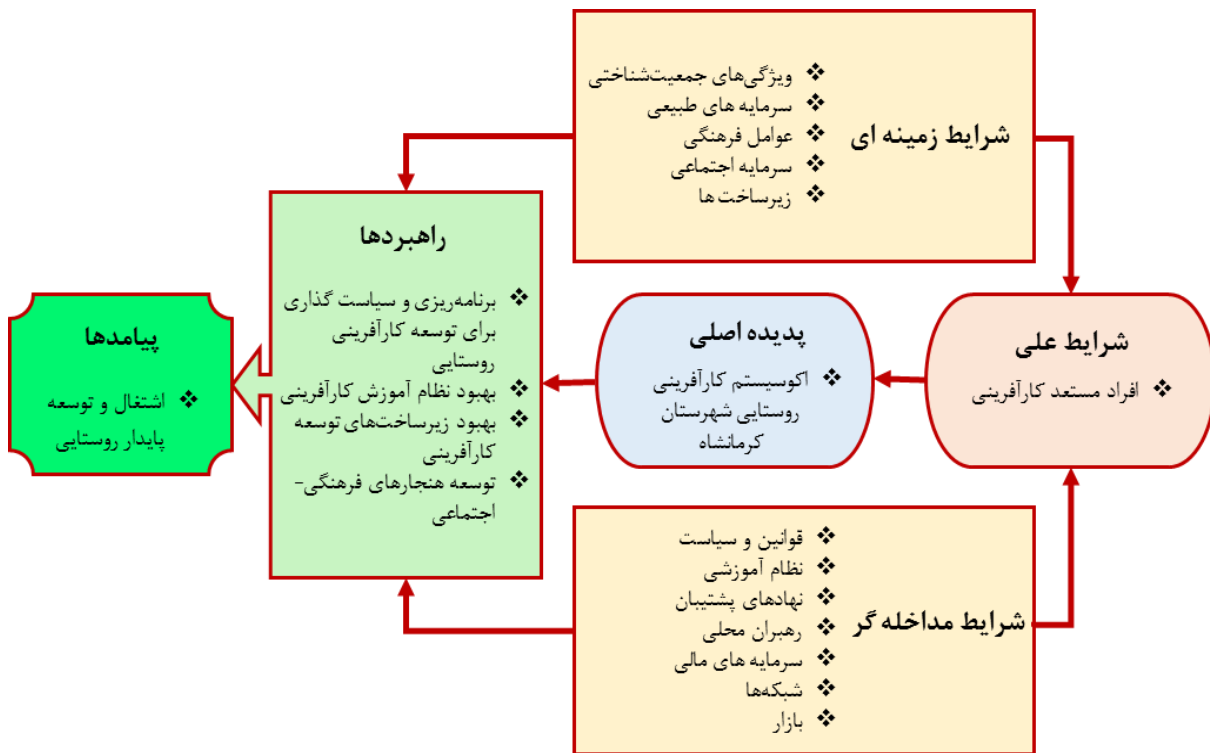 شرایط زمینه ای
ویژگی‌های جمعیت‌شناختی
سرمایه های طبیعی
عوامل فرهنگی
سرمایه اجتماعی
زیرساخت ها
شرایط علی
افراد مستعد کارآفرینی
پدیده اصلی
اکوسیستم کارآفرینی
روستایی شهرستان
کرمانشاه
راهبردها
برنامه‌ریزی و سیاست گذاری
برای توسعه کارآفرینی
روستایی
بهبود نظام آموزش کارآفرینی
بهبود زیرساخت‌های توسعه
کارآفرینی
توسعه هنجارهای فرهنگی-
اجتماعی
پیامدها
اشتغال و توسعه
پایدار روستایی
شرایط مداخله گر
قوانین و سیاست
نظام آموزشی
نهادهای پشتیبان
رهبران محلی
سرمایه های مالی
شبکه‌ها
بازار